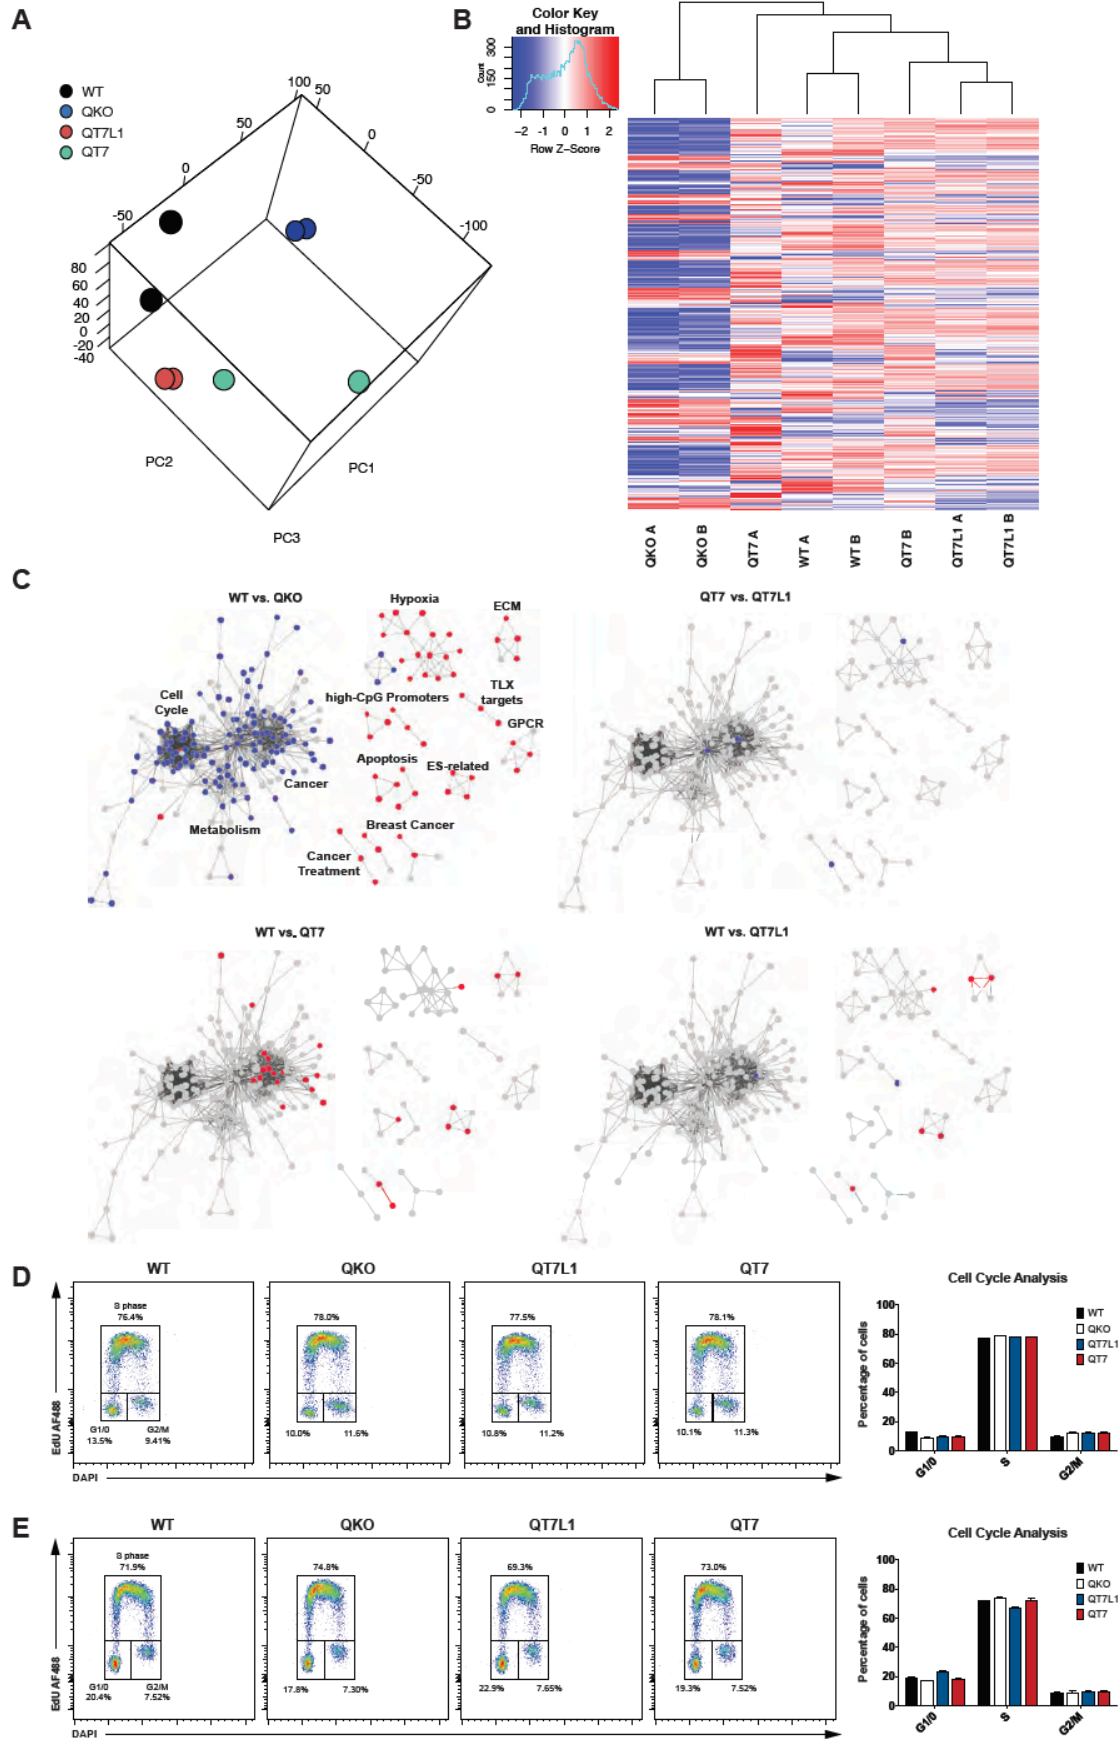 A
WT
QKO
QT7L1
QT7
100
50
0
-50
50
0
-50
-100
80
60
40
20
0
-20
-40
PC2
PC1
PC3
B
Color Key
and Histogram
Count
0 150 300
-2 -1 0 1 2
Row Z-Score
QKO A
QKO B
QT7 A
WT A
WT B
QT7 B
QT7L1 A
QT7L1 B
C
WT vs. QKO
Hypoxia
ECM
Cell
Cycle
high-CpG Promoters
TLX
targets
GPCR
Apoptosis
ES-related
Cancer
Metabolism
Breast Cancer
Cancer
Treatment
QT7 vs. QT7L1
WT vs. QT7
WT vs. QT7L1
D
WT
QKO
QT7L1
QT7
S phase
76.4%
78.0%
77.5%
78.1%
G1/0
13.5%
G2/M
9.41%
10.0%
11.6%
10.8%
11.2%
10.1%
11.3%
EdU AF488
DAPI
Cell Cycle Analysis
Percentage of cells
100
80
60
40
20
0
WT
QKO
QT7L1
QT7
G1/0
S
G2/M
E
WT
QKO
QT7L1
QT7
S phase
71.9%
74.8%
69.3%
73.0%
G1/0
20.4%
G2/M
7.52%
17.8%
7.30%
22.9%
7.65%
19.3%
7.52%
EdU AF488
DAPI
Cell Cycle Analysis
Percentage of cells
100
80
60
40
20
0
WT
QKO
QT7L1
QT7
G1/0
S
G2/M